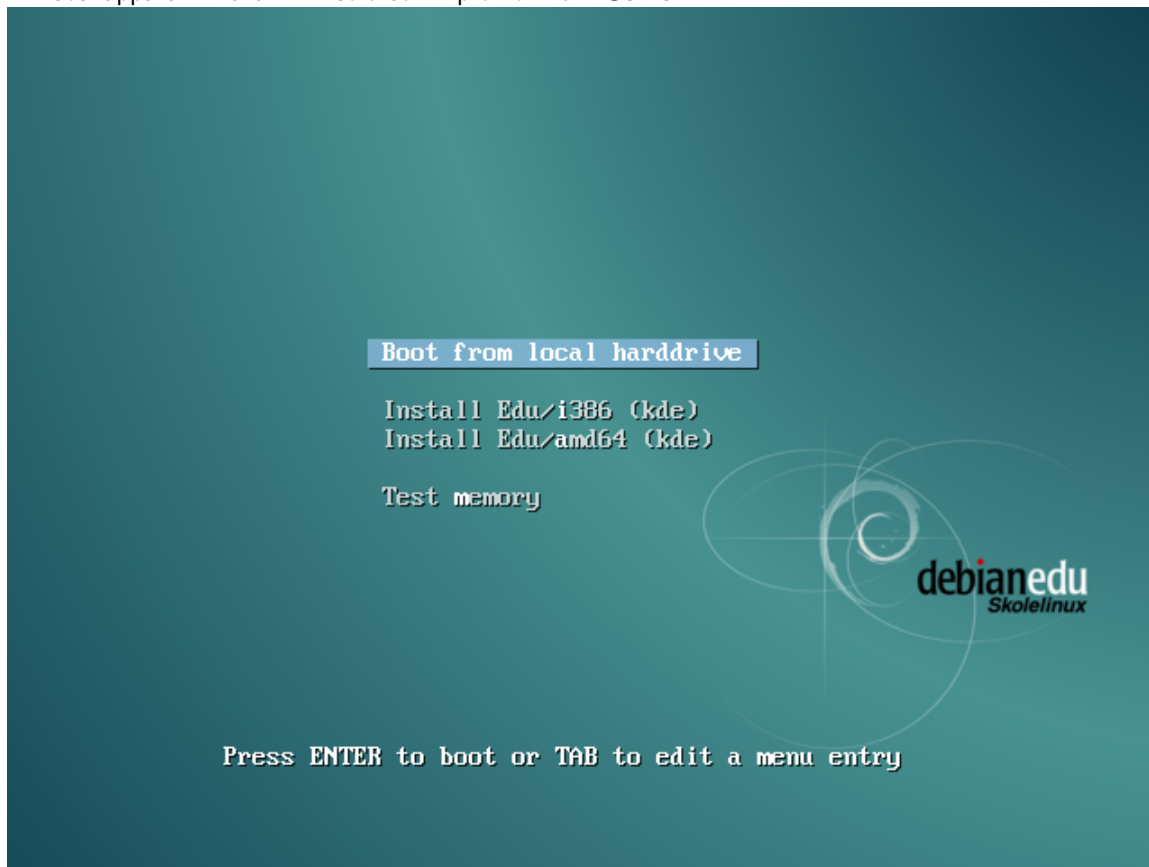 Boot from local harddrive
Install Edu/i386 (kde)
Install Edu/amd64 (kde)
Test memory
debianedu
Skolelinux
Press ENTER to boot or TAB to edit a menu entry